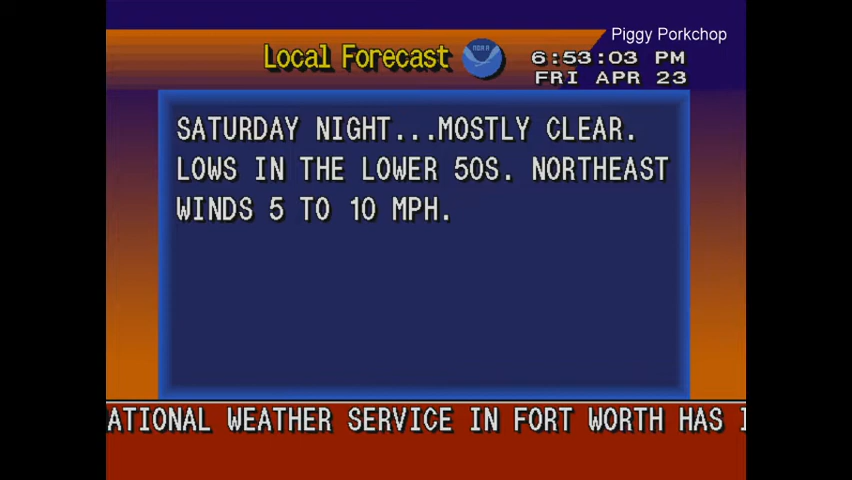 Piggy Porkchop
Local Forecast
NOAA
6:53:03 PM
FRI APR 23
SATURDAY NIGHT...MOSTLY CLEAR.
LOWS IN THE LOWER 50S. NORTHEAST
WINDS 5 TO 10 MPH.
ATIONAL WEATHER SERVICE IN FORT WORTH HAS I